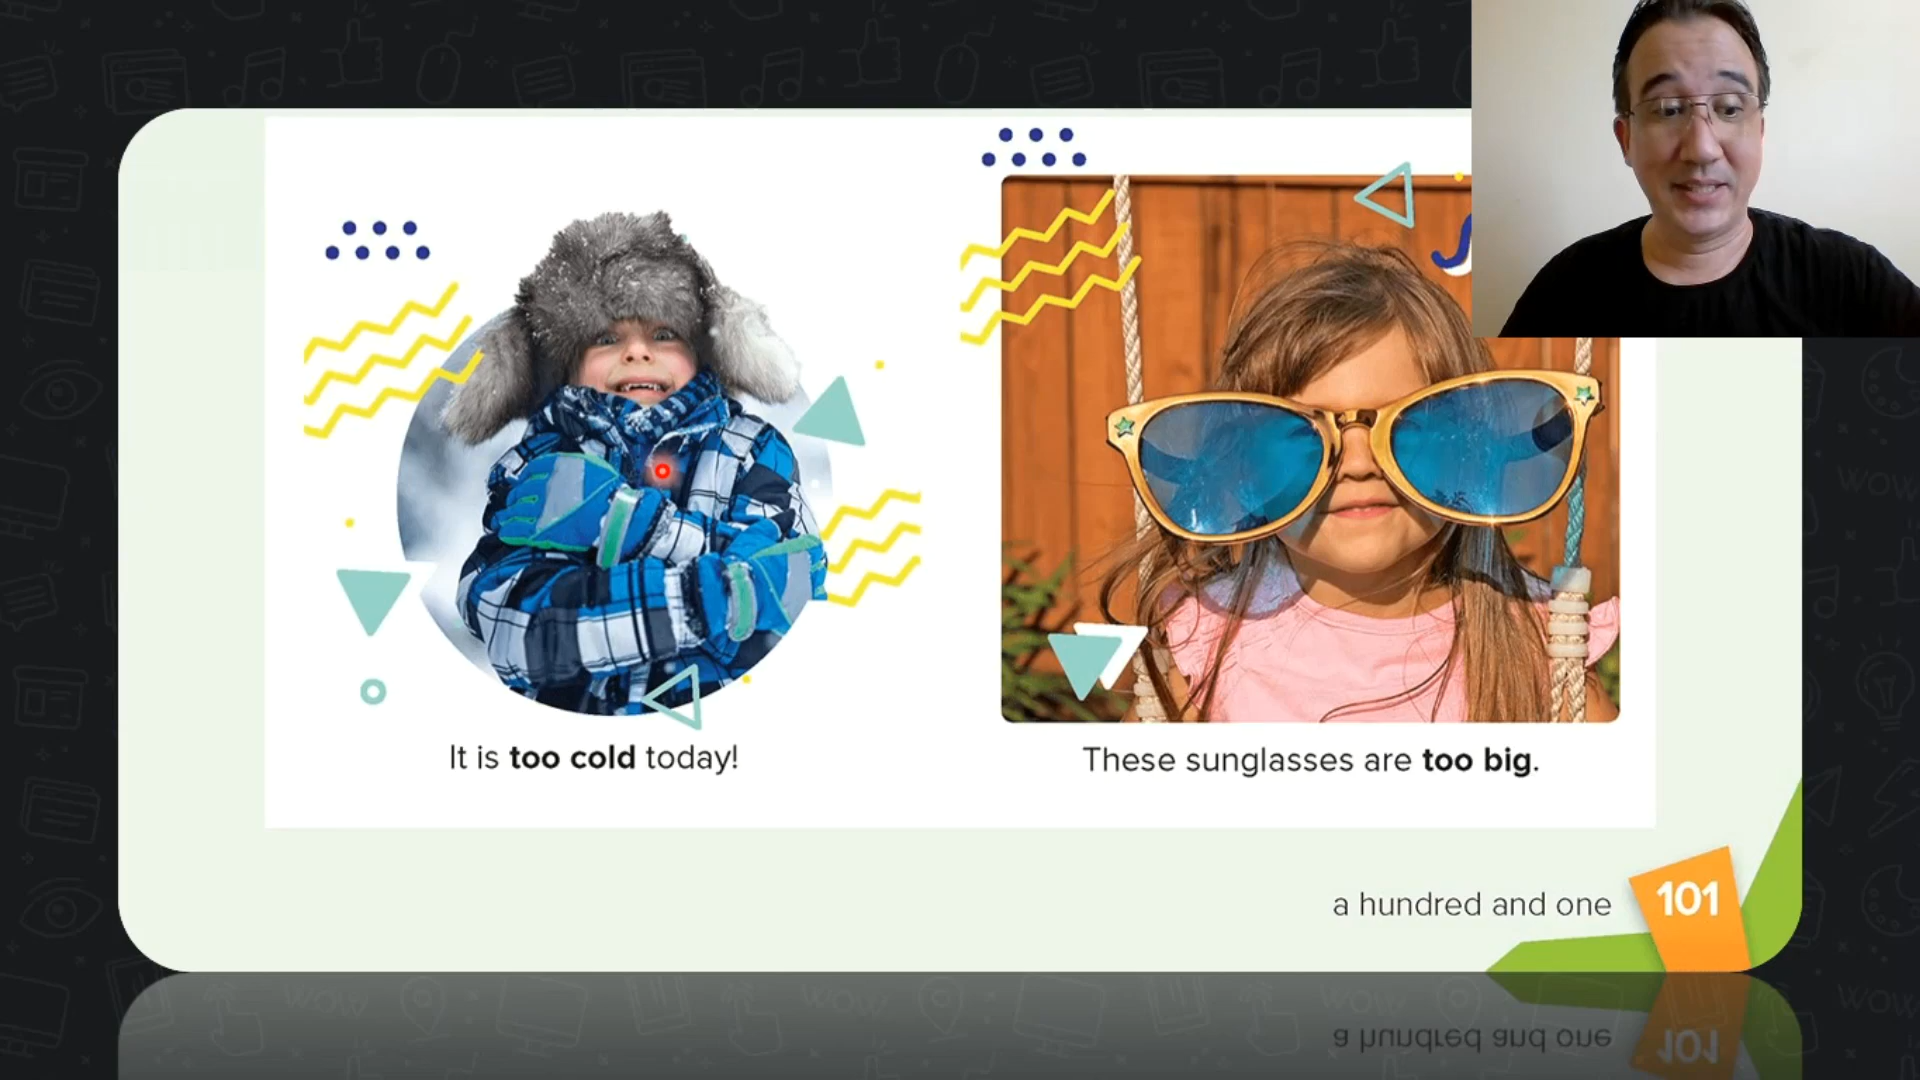 It is too cold today!
These sunglasses are too big.
a hundred and one
101